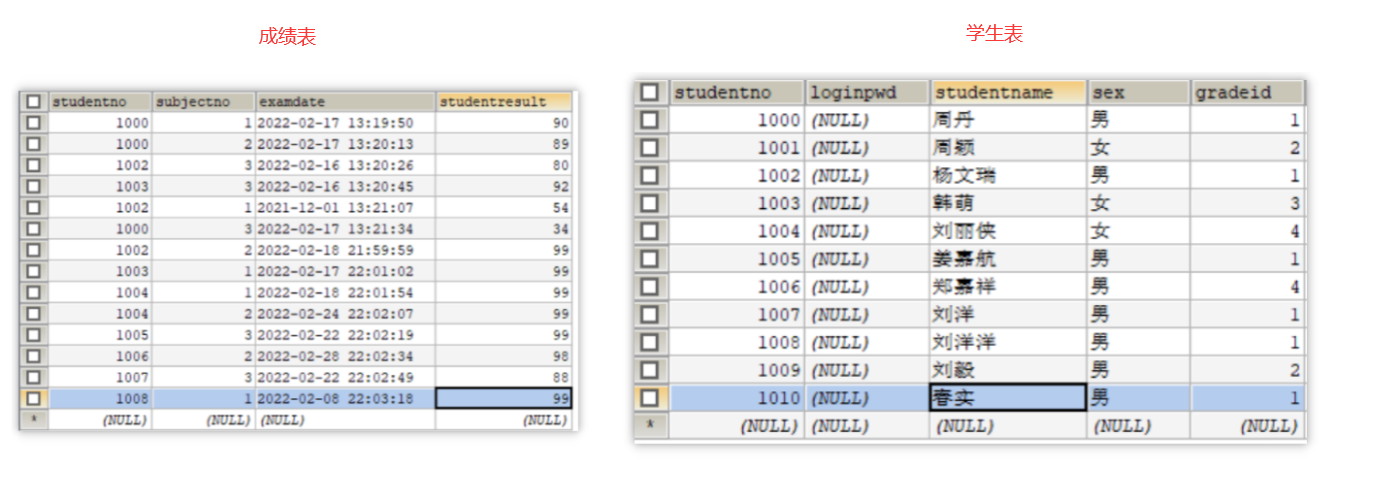 成绩表
studentno subjectno examdate studentresult
1000 1 2022-02-17 13:19:50 90
1000 2 2022-02-17 13:20:13 89
1002 3 2022-02-16 13:20:26 80
1003 3 2022-02-16 13:20:45 92
1002 1 2021-12-01 13:21:07 54
1000 3 2022-02-17 13:21:34 34
1002 2 2022-02-18 21:59:59 99
1003 1 2022-02-17 22:01:02 99
1004 1 2022-02-18 22:01:54 99
1004 2 2022-02-24 22:02:07 99
1005 3 2022-02-22 22:02:19 99
1006 2 2022-02-28 22:02:34 98
1007 3 2022-02-22 22:02:49 88
1008 1 2022-02-08 22:03:18 99
* (NULL) (NULL) (NULL) (NULL)
学生表
studentno loginpwd studentname sex gradeid
1000 (NULL) 周丹 男 1
1001 (NULL) 周颖 女 2
1002 (NULL) 杨文瑞 男 1
1003 (NULL) 韩萌 女 3
1004 (NULL) 刘丽侠 女 4
1005 (NULL) 姜嘉航 男 1
1006 (NULL) 郑嘉祥 男 4
1007 (NULL) 刘洋 男 1
1008 (NULL) 刘洋洋 男 1
1009 (NULL) 刘毅 男 2
1010 (NULL) 春实 男 1
* (NULL) (NULL) (NULL) (NULL) (NULL)